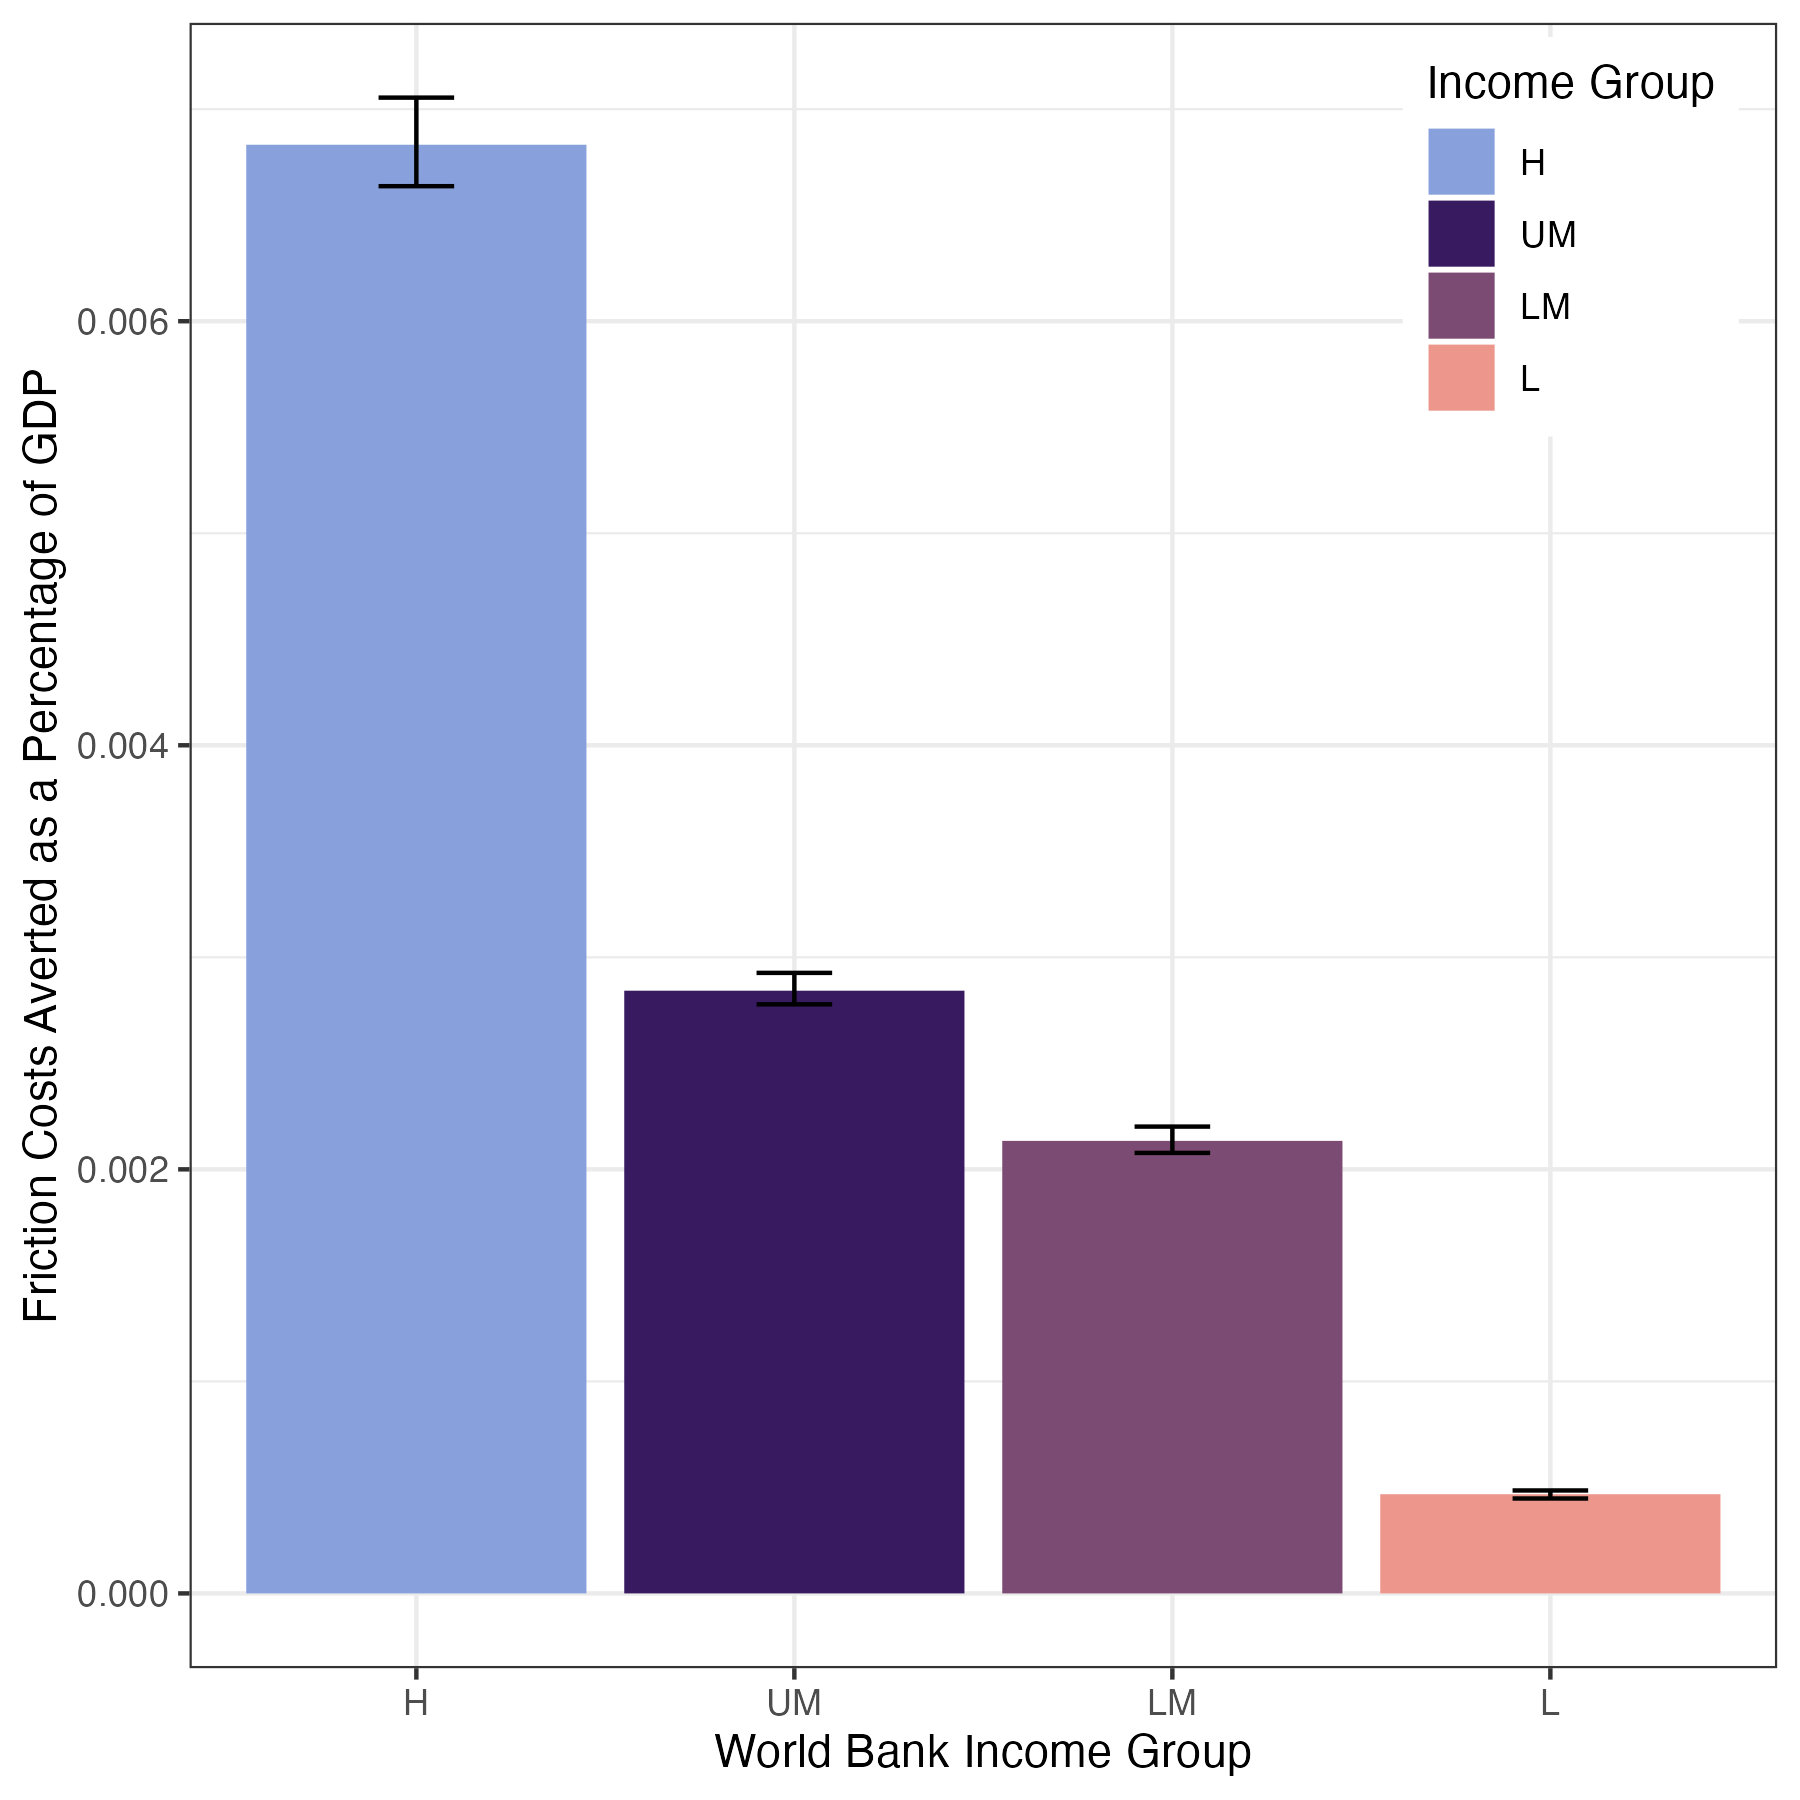 Income Group
H
UM
LM
L
Friction Costs Averted as a Percentage of GDP
0.006
0.004
0.002
0.000
H UM LM L
World Bank Income Group